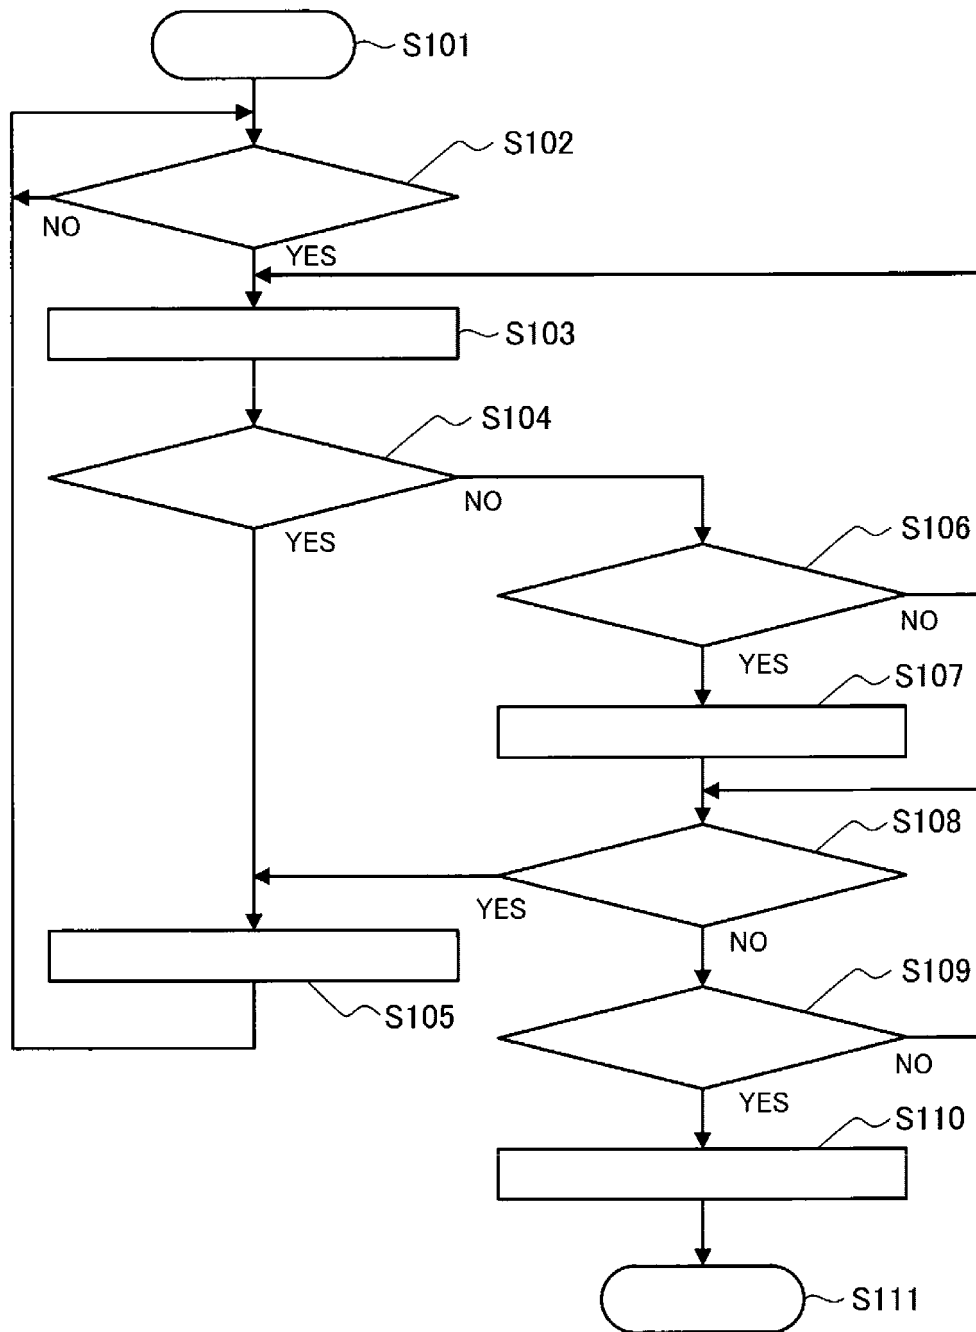 S101
S102
NO
YES
S103
S104
NO
YES
S106
NO
YES
S107
S108
YES
NO
S109
S105
NO
YES
S110
S111